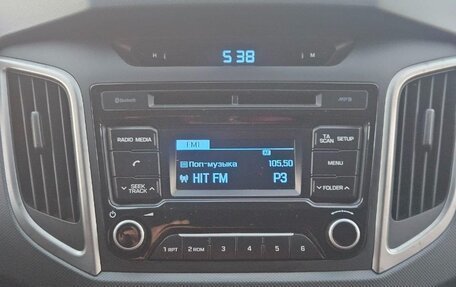 H M
5 38
Bluetooth MP3
RADIO MEDIA
TA SCAN SETUP
FM1
AF
Поп-музыка 105,50
HIT FM P3
MENU
SEEK TRACK
FOLDER
1 RPT 2 RDM 3 4 5 6